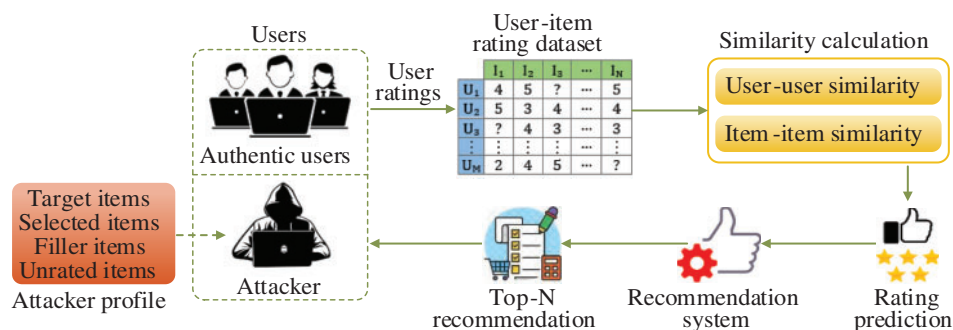 Users
User
ratings
Authentic users
Attacker
Target items
Selected items
Filler items
Unrated items
Attacker profile
User-item
rating dataset
I1 I2 I3 ... IN
U1 4 5 ? ... 5
U2 5 3 4 ... 4
U3 ? 4 3 ... 3
⋮ ⋮ ⋮ ⋮ ⋮ ⋮
UM 2 4 5 ... ?
Similarity calculation
User-user similarity
Item-item similarity
Rating
prediction
Recommendation
system
Top-N
recommendation